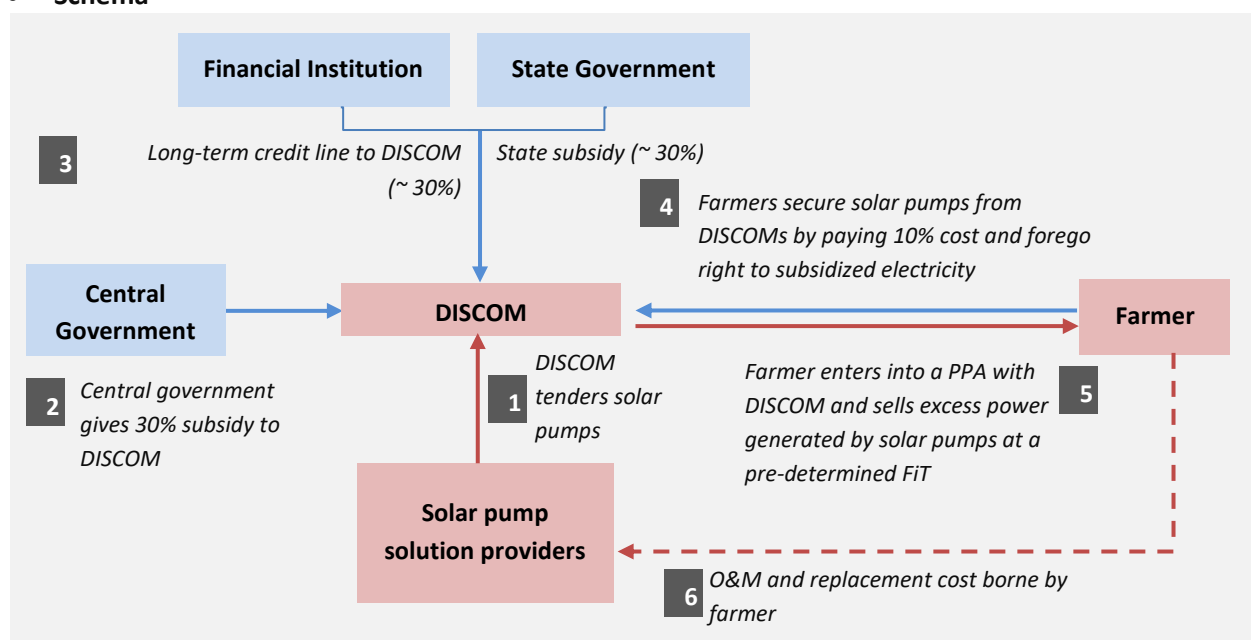 • Schema
Financial Institution
State Government
3
Long-term credit line to DISCOM
(~ 30%)
State subsidy (~ 30%)
4
Farmers secure solar pumps from
DISCOMs by paying 10% cost and forego
right to subsidized electricity
Central
Government
DISCOM
Farmer
2
Central government
gives 30% subsidy to
DISCOM
1
DISCOM
tenders solar
pumps
Farmer enters into a PPA with
DISCOM and sells excess power
generated by solar pumps at a
pre-determined FiT
5
Solar pump
solution providers
6
O&M and replacement cost borne by
farmer